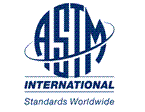 ASTM
INTERNATIONAL
Standards Worldwide